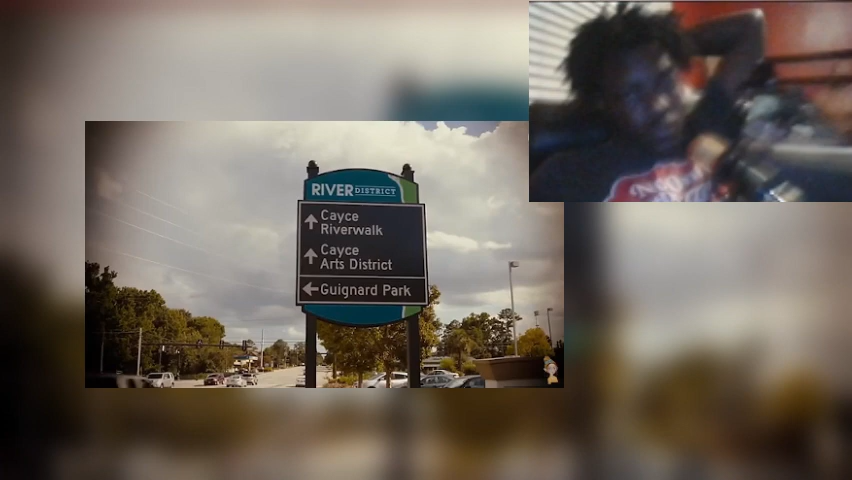 RIVER DISTRICT
Cayce
Riverwalk
Cayce
Arts District
Guignard Park